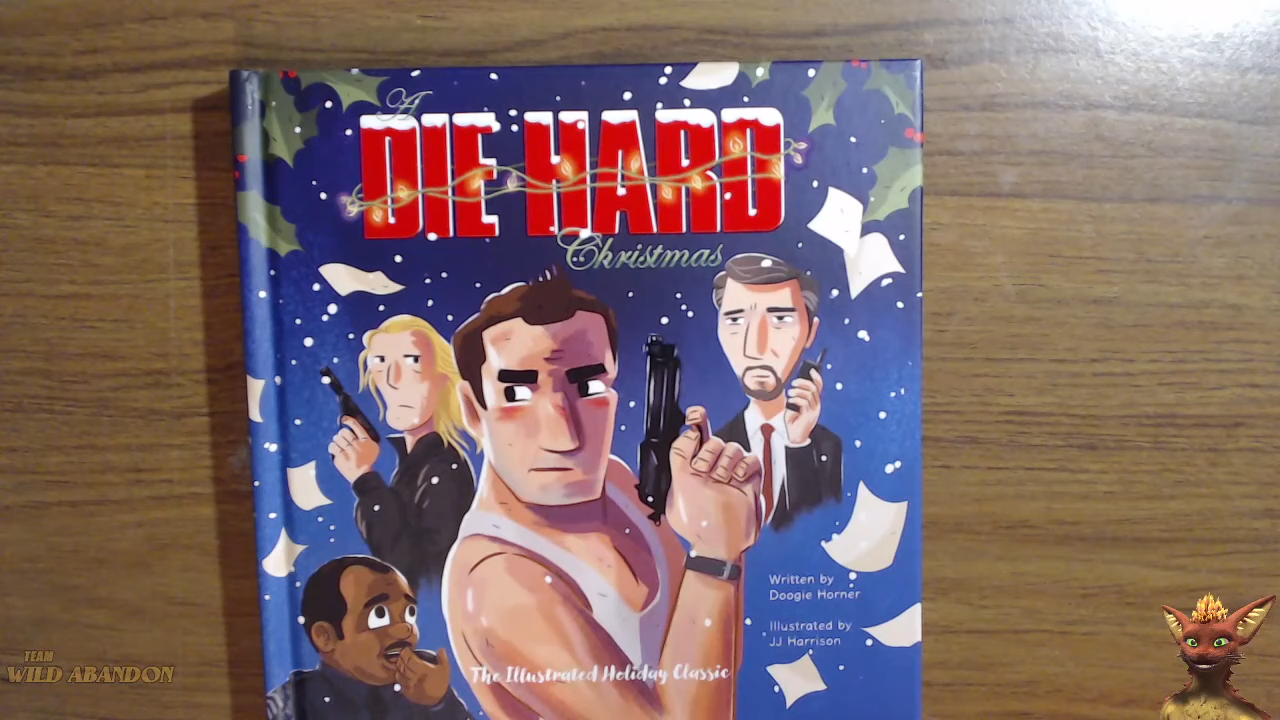 A
DIE HARD
Christmas
Written by
Doogie Horner
Illustrated by
JJ Harrison
The Illustrated Holiday Classic
TEAM
WILD ABANDON